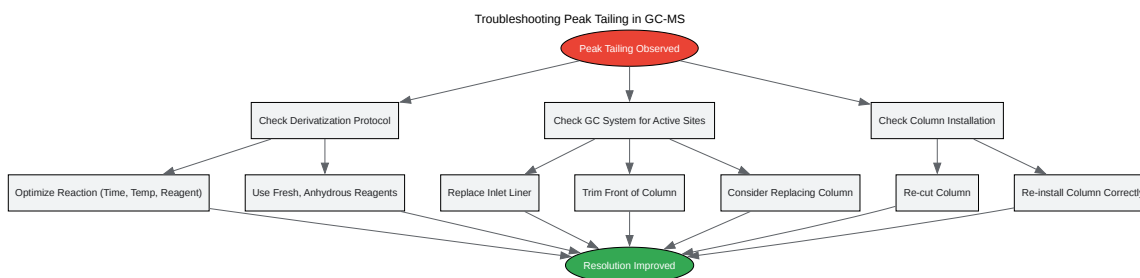 Troubleshooting Peak Tailing in GC-MS
Peak Tailing Observed
Check Derivatization Protocol
Check GC System for Active Sites
Check Column Installation
Optimize Reaction (Time, Temp, Reagent)
Use Fresh, Anhydrous Reagents
Replace Inlet Liner
Trim Front of Column
Consider Replacing Column
Re-cut Column
Re-install Column Correctly
Resolution Improved